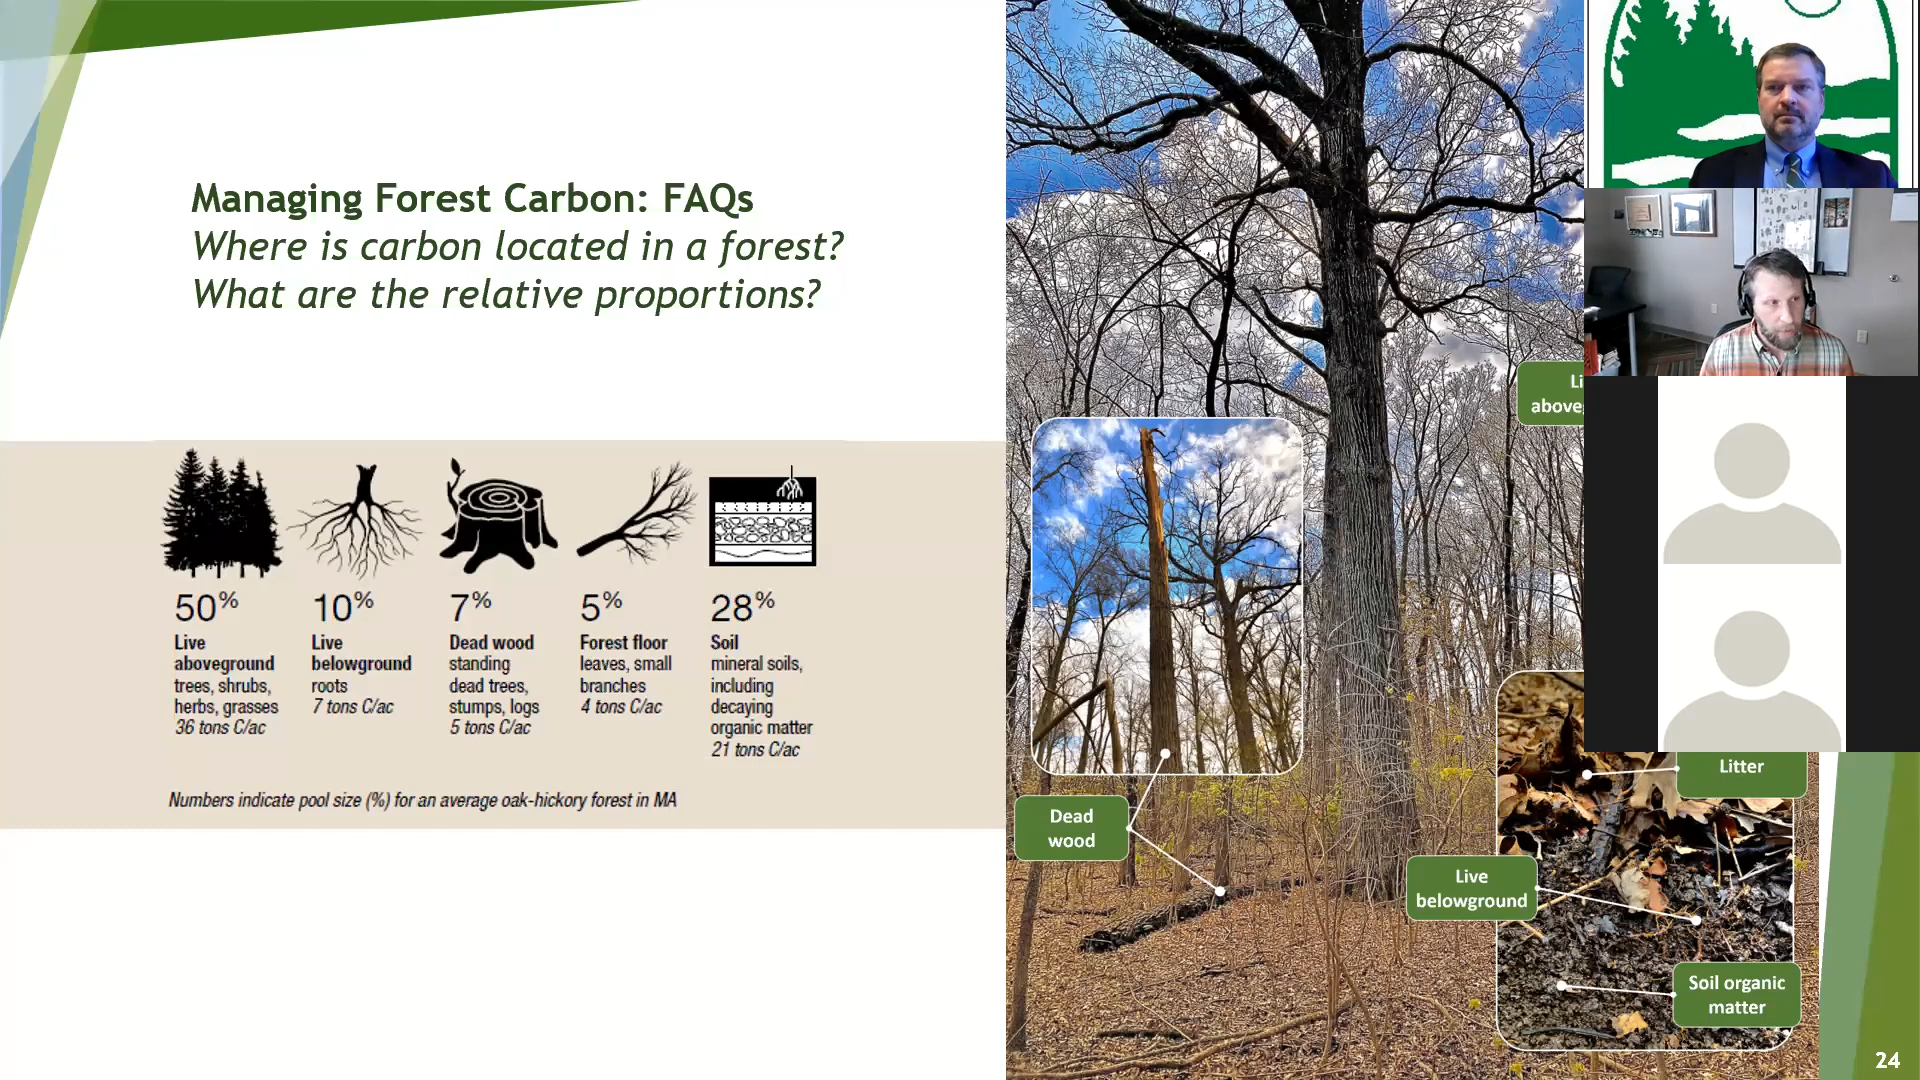 Managing Forest Carbon: FAQs
Where is carbon located in a forest?
What are the relative proportions?
50%
Live
aboveground
trees, shrubs,
herbs, grasses
36 tons C/ac
10%
Live
belowground
roots
7 tons C/ac
7%
Dead wood
standing
dead trees,
stumps, logs
5 tons C/ac
5%
Forest floor
leaves, small
branches
4 tons C/ac
28%
Soil
mineral soils,
including
decaying
organic matter
21 tons C/ac
Numbers indicate pool size (%) for an average oak-hickory forest in MA
Dead
wood
Litter
Live
belowground
Soil organic
matter
24